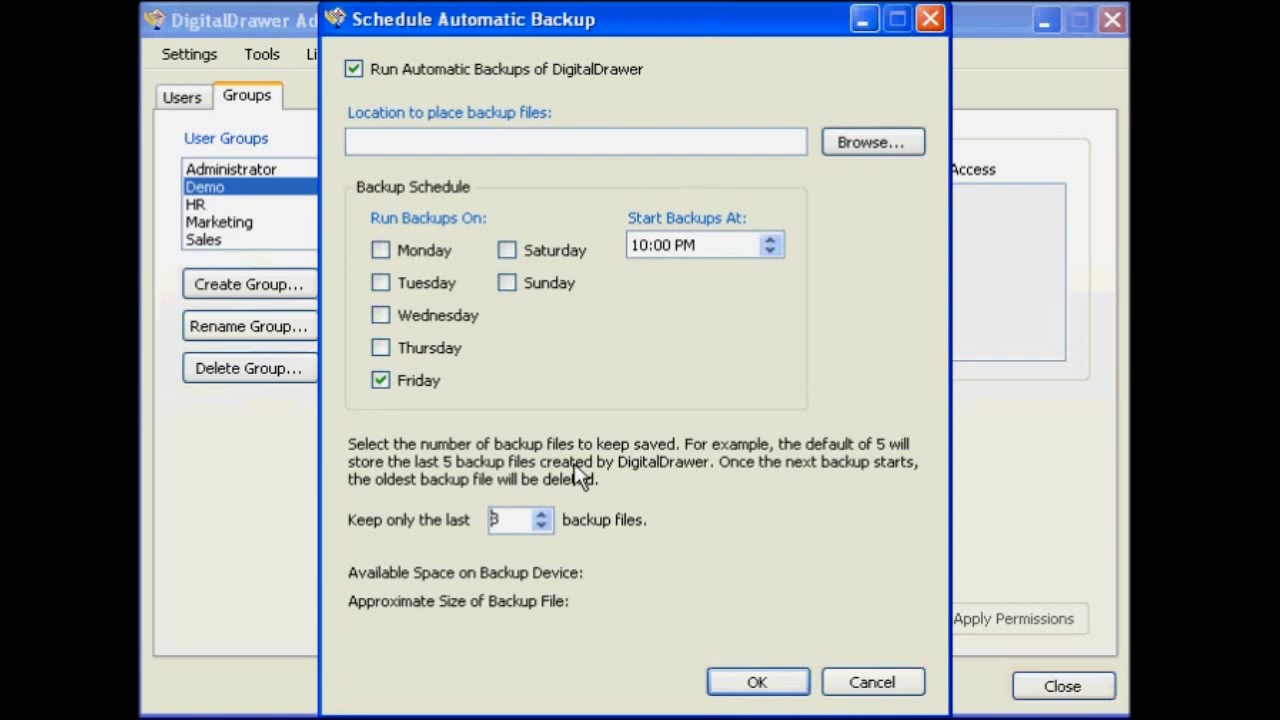 DigitalDrawer Ad
Schedule Automatic Backup
Settings Tools Li
Run Automatic Backups of DigitalDrawer
Users Groups
Location to place backup files:
User Groups
Browse...
Administrator
Access
Demo
Backup Schedule
HR
Run Backups On: Start Backups At:
Marketing
Sales
Monday Saturday 10:00 PM
Create Group...
Tuesday Sunday
Rename Group...
Wednesday
Thursday
Delete Group...
Friday
Select the number of backup files to keep saved. For example, the default of 5 will
store the last 5 backup files created by DigitalDrawer. Once the next backup starts,
the oldest backup file will be deleted.
Keep only the last 3 backup files.
Available Space on Backup Device:
Approximate Size of Backup File:
Apply Permissions
OK Cancel Close